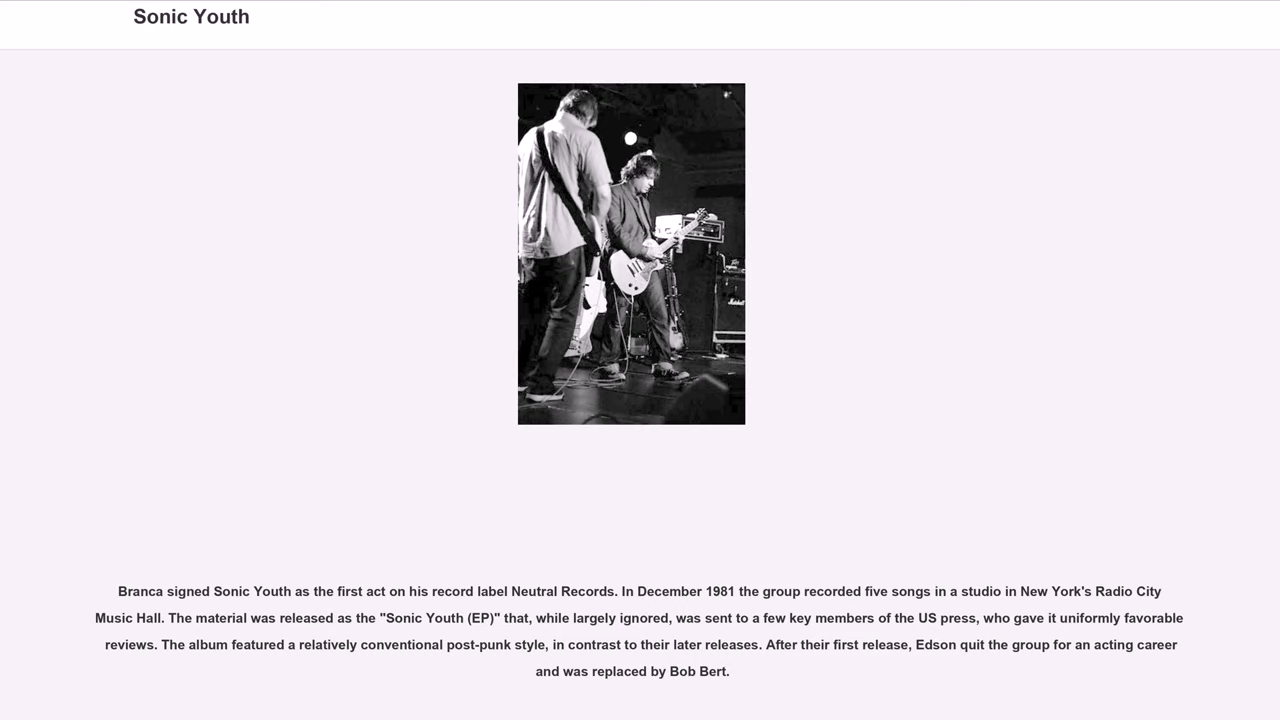 Sonic Youth
Branca signed Sonic Youth as the first act on his record label Neutral Records. In December 1981 the group recorded five songs in a studio in New York's Radio City
Music Hall. The material was released as the "Sonic Youth (EP)" that, while largely ignored, was sent to a few key members of the US press, who gave it uniformly favorable
reviews. The album featured a relatively conventional post-punk style, in contrast to their later releases. After their first release, Edson quit the group for an acting career
and was replaced by Bob Bert.